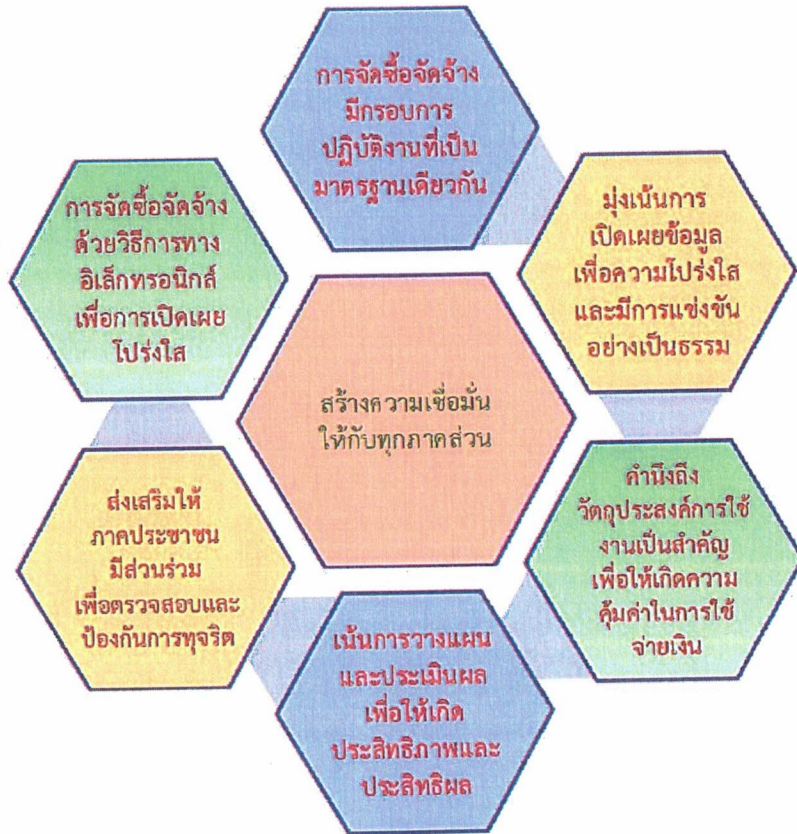 การจัดซื้อจัดจ้าง
มีกรอบการ
ปฏิบัติงานที่เป็น
มาตรฐานเดียวกัน
มุ่งเน้นการ
เปิดเผยข้อมูล
เพื่อความโปร่งใส
และมีการแข่งขัน
อย่างเป็นธรรม
คำนึงถึง
วัตถุประสงค์การใช้
งานเป็นสำคัญ
เพื่อให้เกิดความ
คุ้มค่าในการใช้
จ่ายเงิน
เน้นการวางแผน
และประเมินผล
เพื่อให้เกิด
ประสิทธิภาพและ
ประสิทธิผล
ส่งเสริมให้
ภาคประชาชน
มีส่วนร่วม
เพื่อตรวจสอบและ
ป้องกันการทุจริต
การจัดซื้อจัดจ้าง
ด้วยวิธีการทาง
อิเล็กทรอนิกส์
เพื่อการเปิดเผย
โปร่งใส
สร้างความเชื่อมั่น
ให้กับทุกภาคส่วน